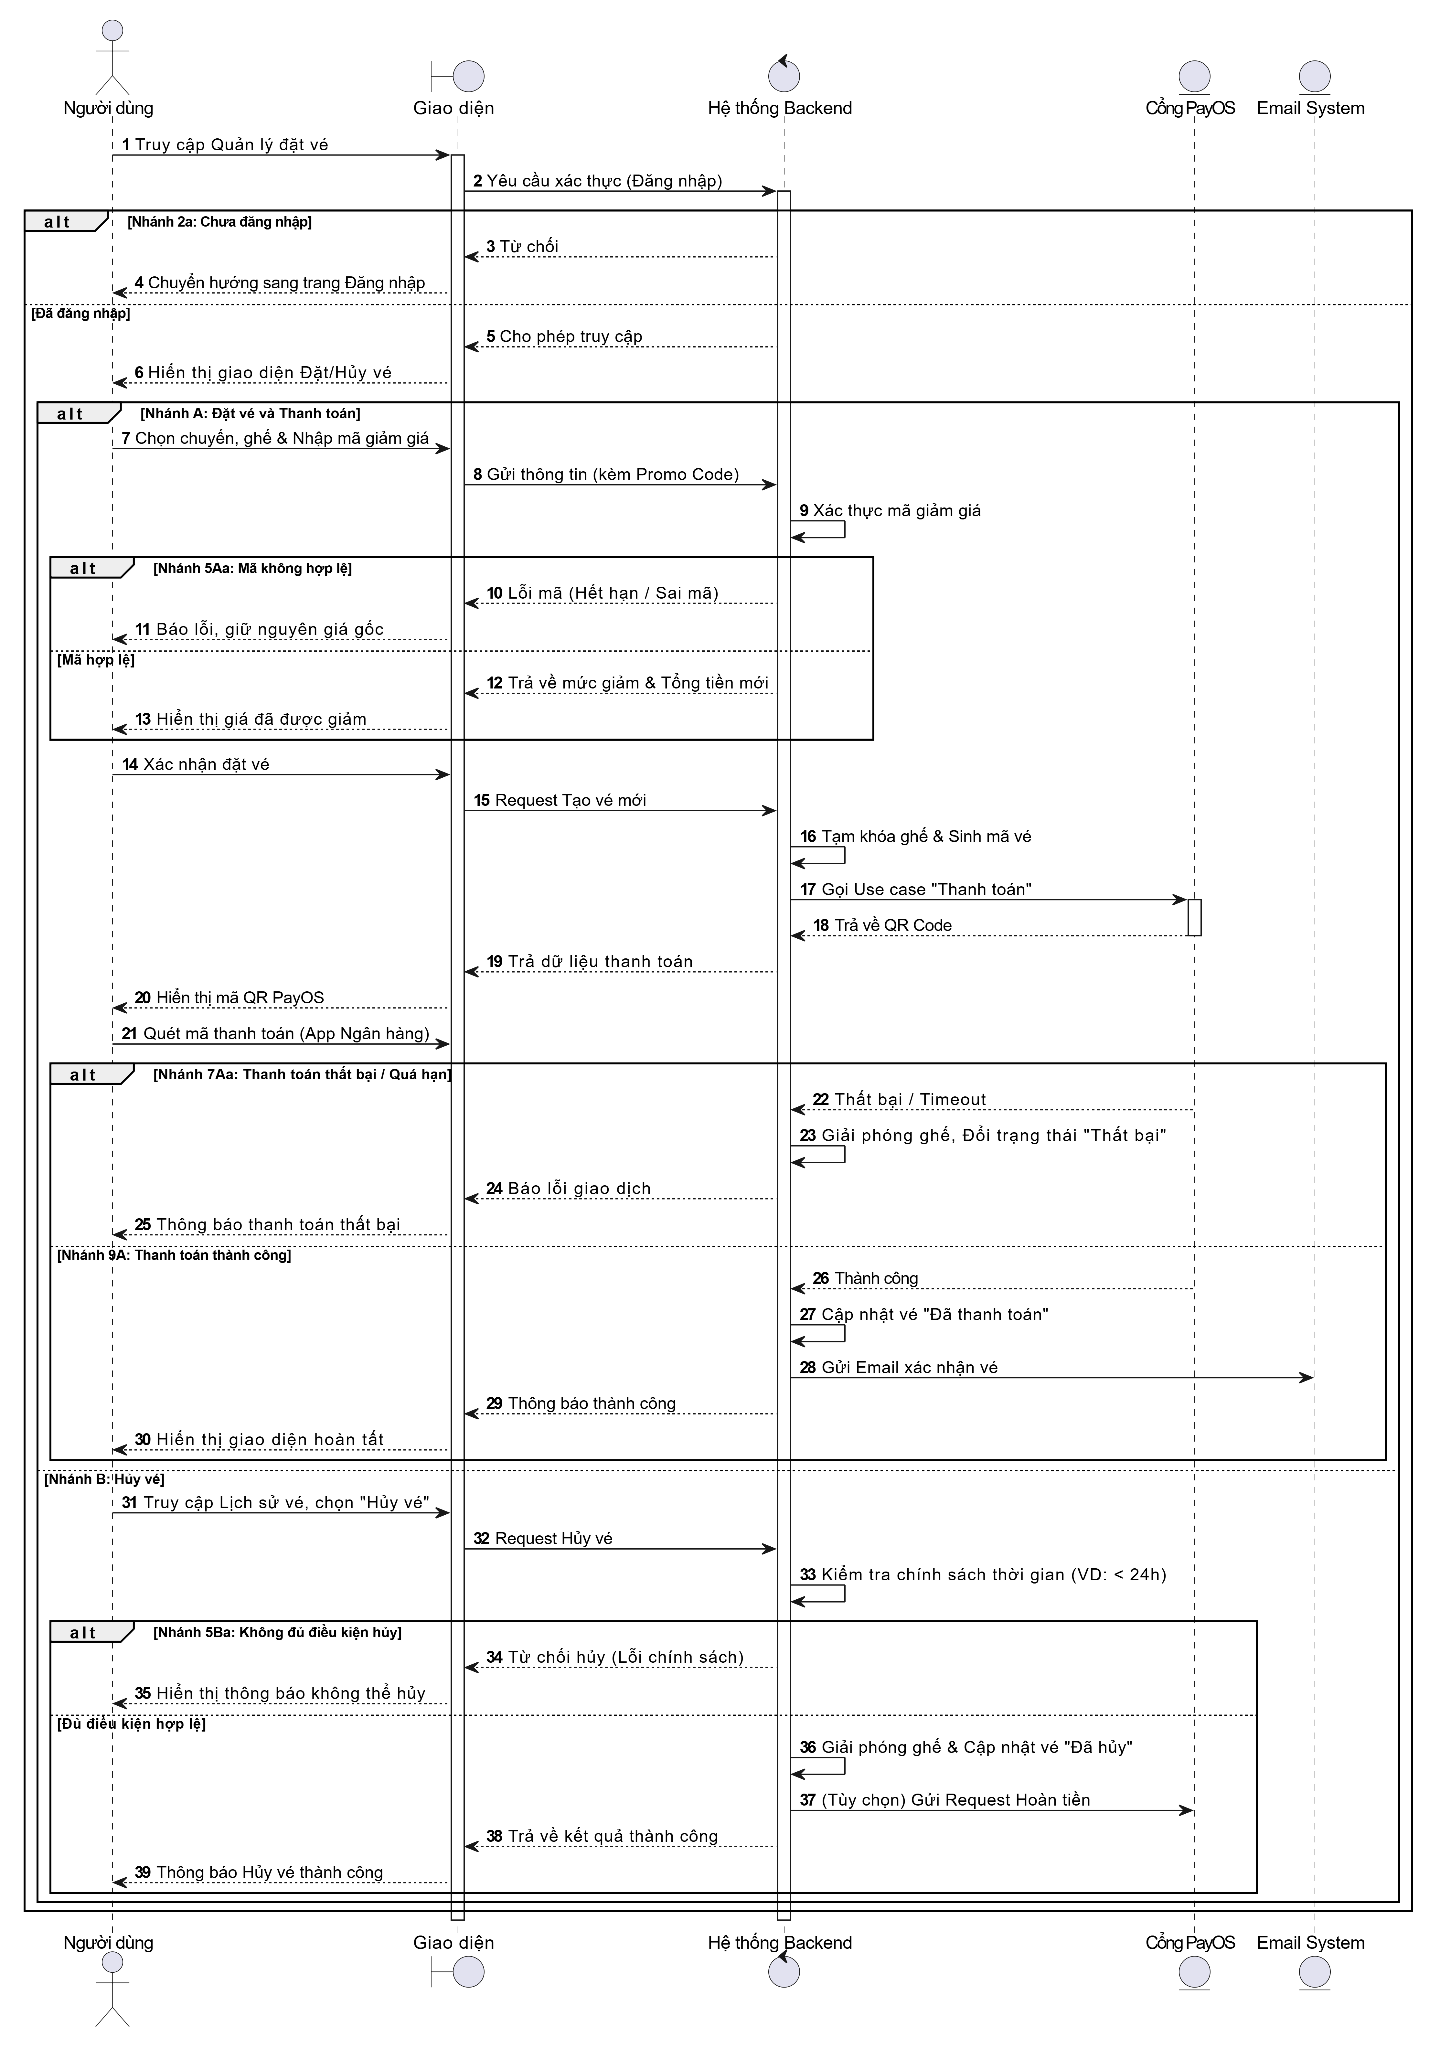 Người dùng
Giao diện
Hệ thống Backend
Cổng PayOS
Email System
1 Truy cập Quản lý đặt vé
2 Yêu cầu xác thực (Đăng nhập)
alt [Nhánh 2a: Chưa đăng nhập]
3 Từ chối
4 Chuyển hướng sang trang Đăng nhập
[Đã đăng nhập]
5 Cho phép truy cập
6 Hiển thị giao diện Đặt/Hủy vé
alt [Nhánh A: Đặt vé và Thanh toán]
7 Chọn chuyến, ghế & Nhập mã giảm giá
8 Gửi thông tin (kèm Promo Code)
9 Xác thực mã giảm giá
alt [Nhánh 5Aa: Mã không hợp lệ]
10 Lỗi mã (Hết hạn / Sai mã)
11 Báo lỗi, giữ nguyên giá gốc
[Mã hợp lệ]
12 Trả về mức giảm & Tổng tiền mới
13 Hiển thị giá đã được giảm
14 Xác nhận đặt vé
15 Request Tạo vé mới
16 Tạm khóa ghế & Sinh mã vé
17 Gọi Use case "Thanh toán"
18 Trả về QR Code
19 Trả dữ liệu thanh toán
20 Hiển thị mã QR PayOS
21 Quét mã thanh toán (App Ngân hàng)
alt [Nhánh 7Aa: Thanh toán thất bại / Quá hạn]
22 Thất bại / Timeout
23 Giải phóng ghế, Đổi trạng thái "Thất bại"
24 Báo lỗi giao dịch
25 Thông báo thanh toán thất bại
[Nhánh 9A: Thanh toán thành công]
26 Thành công
27 Cập nhật vé "Đã thanh toán"
28 Gửi Email xác nhận vé
29 Thông báo thành công
30 Hiển thị giao diện hoàn tất
[Nhánh B: Hủy vé]
31 Truy cập Lịch sử vé, chọn "Hủy vé"
32 Request Hủy vé
33 Kiểm tra chính sách thời gian (VD: < 24h)
alt [Nhánh 5Ba: Không đủ điều kiện hủy]
34 Từ chối hủy (Lỗi chính sách)
35 Hiển thị thông báo không thể hủy
[Đủ điều kiện hợp lệ]
36 Giải phóng ghế & Cập nhật vé "Đã hủy"
37 (Tùy chọn) Gửi Request Hoàn tiền
38 Trả về kết quả thành công
39 Thông báo Hủy vé thành công
Người dùng
Giao diện
Hệ thống Backend
Cổng PayOS
Email System